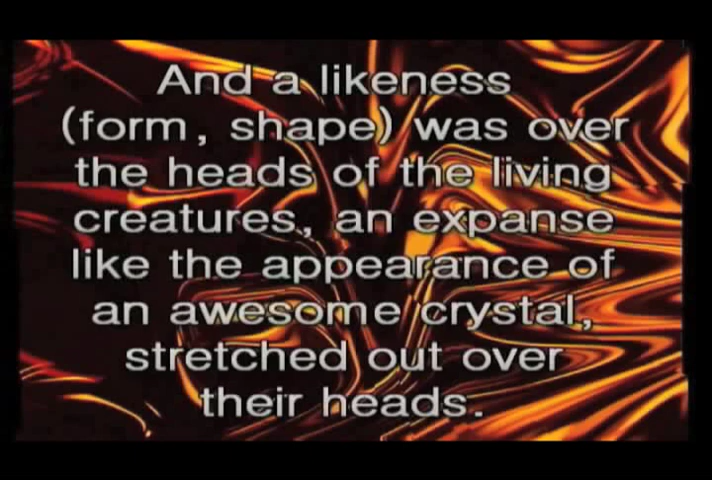 And a likeness
(form, shape) was over
the heads of the living
creatures, an expanse
like the appearance of
an awesome crystal,
stretched out over
their heads.